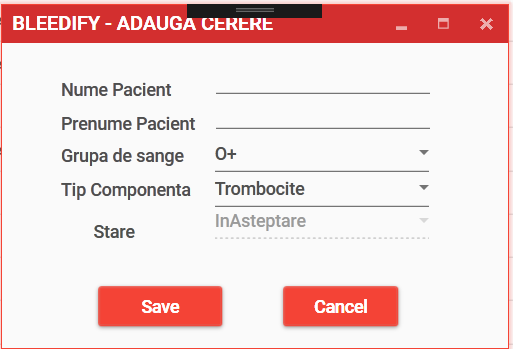 BLEEDIFY - ADAUGA CERERE
Nume Pacient
Prenume Pacient
Grupa de sange O+
Tip Componenta Trombocite
Stare InAsteptare
Save Cancel